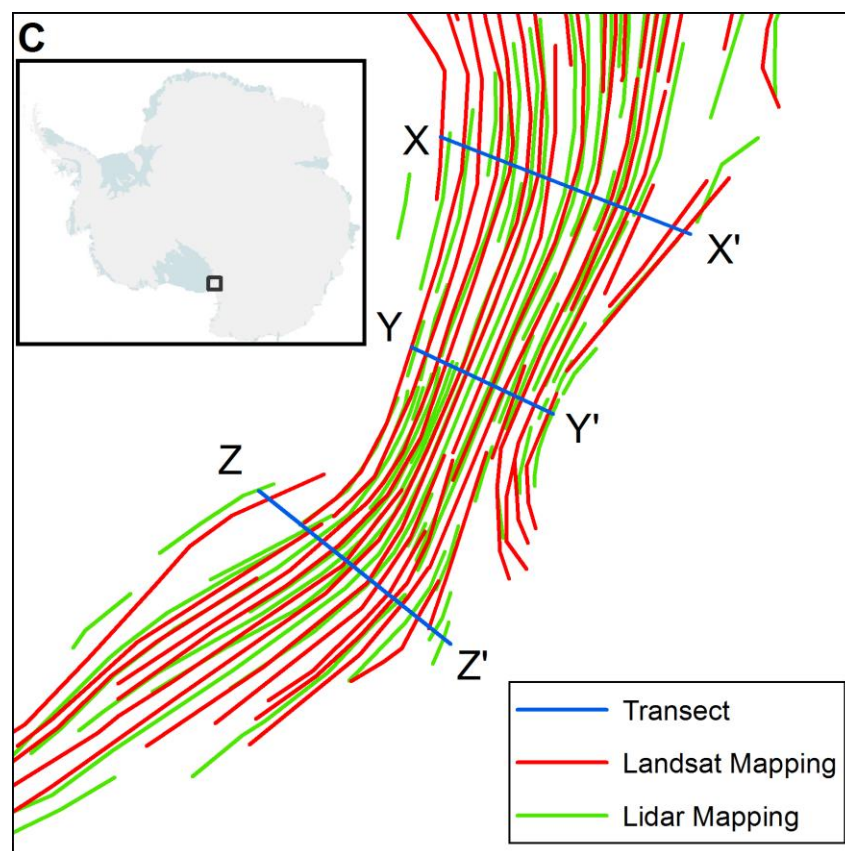 C
X
X'
Y
Y'
Z
Z'
Transect
Landsat Mapping
Lidar Mapping